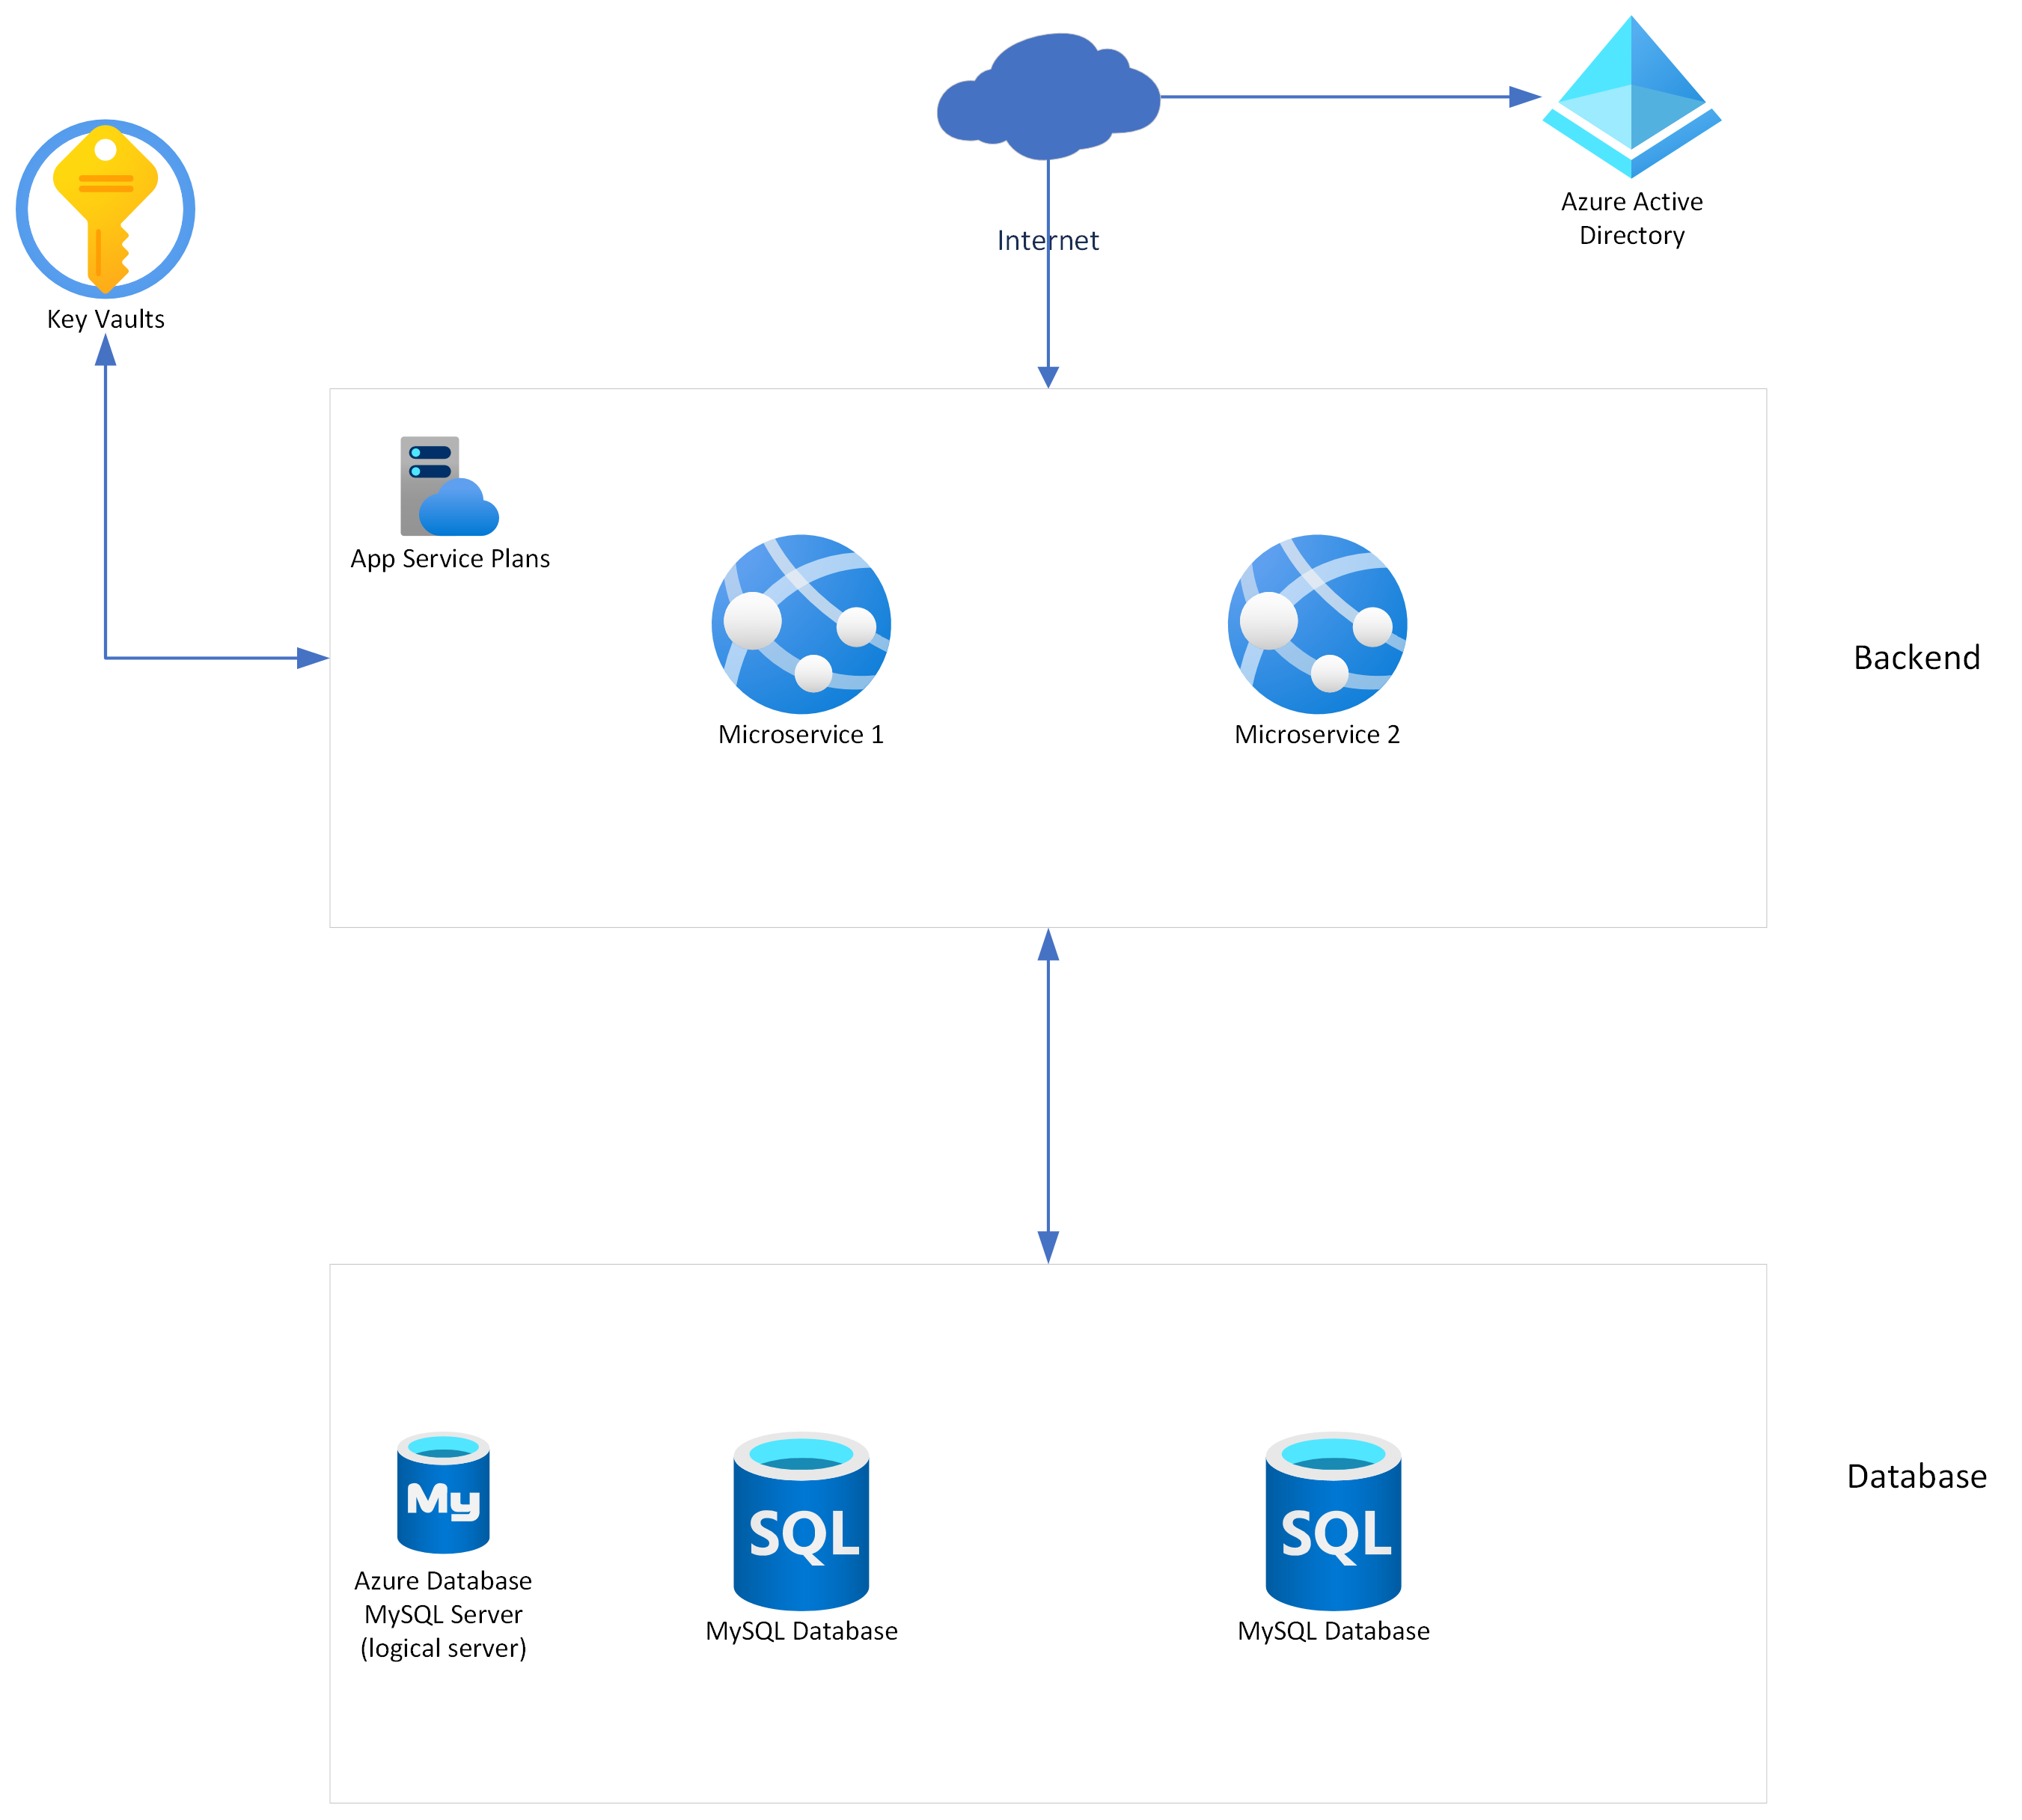 Azure Active
Directory
Internet
Key Vaults
App Service Plans
Microservice 1
Microservice 2
Backend
My
SQL
SQL
Database
Azure Database
MySQL Server
(logical server)
MySQL Database
MySQL Database